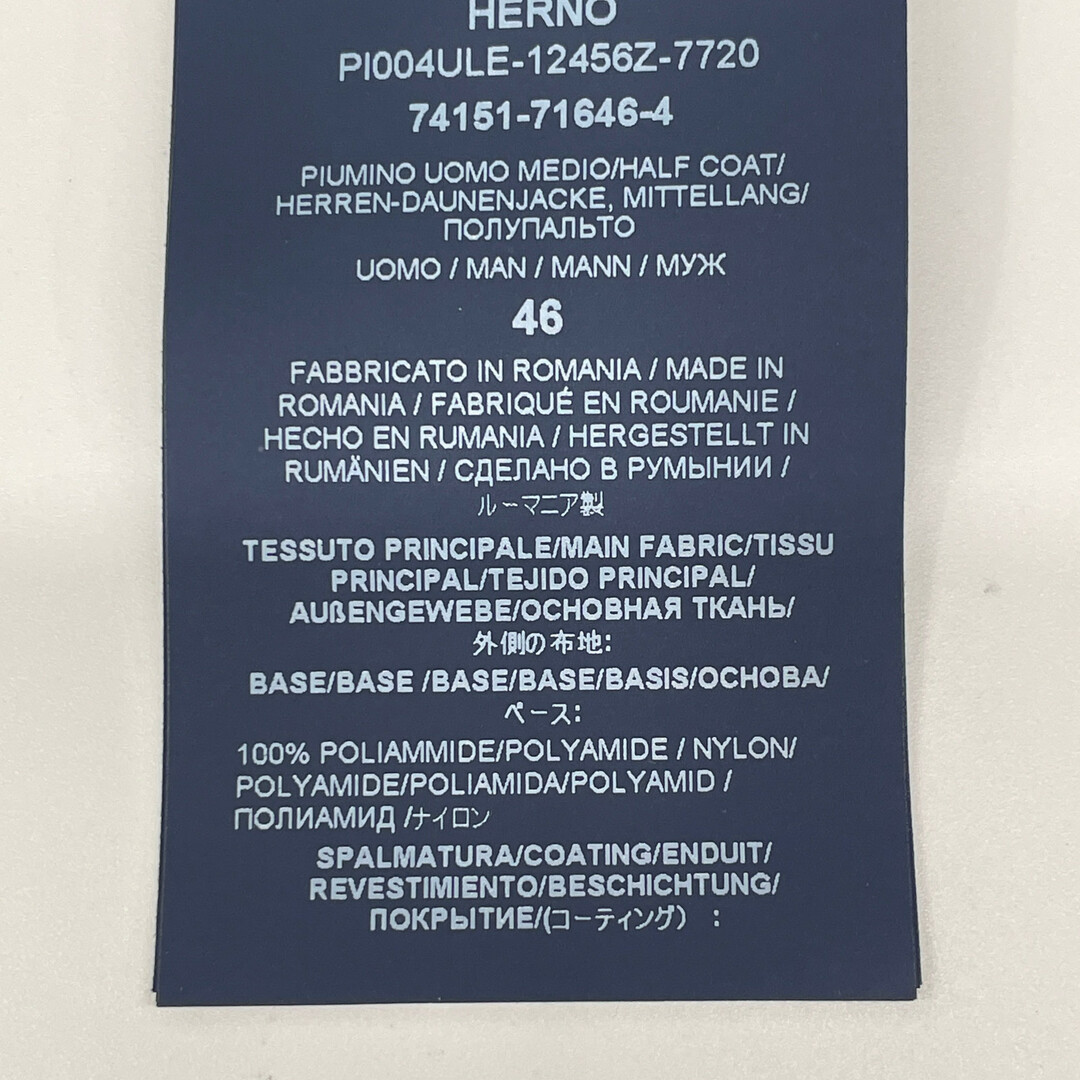 HERNO
PI004ULE-12456Z-7720
74151-71646-4
PIUMINO UOMO MEDIO/HALF COAT/
HERREN-DAUNENJACKE, MITTELLANG/
ПОЛУПАЛЬТО
UOMO / MAN / MANN / МУЖ
46
FABBRICATO IN ROMANIA / MADE IN
ROMANIA / FABRIQUÉ EN ROUMANIE /
HECHO EN RUMANIA / HERGESTELLT IN
RUMÄNIEN / СДЕЛАНО В РУМЫНИИ /
ルーマニア製
TESSUTO PRINCIPALE/MAIN FABRIC/TISSU
PRINCIPAL/TEJIDO PRINCIPAL/
AUßENGEWEBE/ОСНОВНАЯ ТКАНЬ/
外側の布地:
BASE/BASE /BASE/BASE/BASIS/ОСНОВА/
ベース:
100% POLIAMMIDE/POLYAMIDE / NYLON/
POLYAMIDE/POLIAMIDA/POLYAMID /
ПОЛИАМИД /ナイロン
SPALMATURA/COATING/ENDUIT/
REVESTIMIENTO/BESCHICHTUNG/
ПОКРЫТИЕ/(コーティング） :